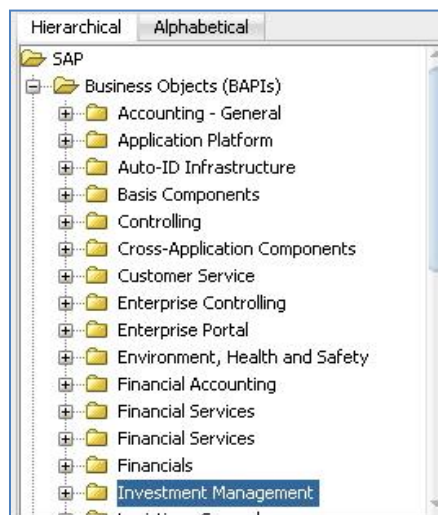 Hierarchical Alphabetical
SAP
Business Objects (BAPIs)
Accounting - General
Application Platform
Auto-ID Infrastructure
Basis Components
Controlling
Cross-Application Components
Customer Service
Enterprise Controlling
Enterprise Portal
Environment, Health and Safety
Financial Accounting
Financial Services
Financial Services
Financials
Investment Management